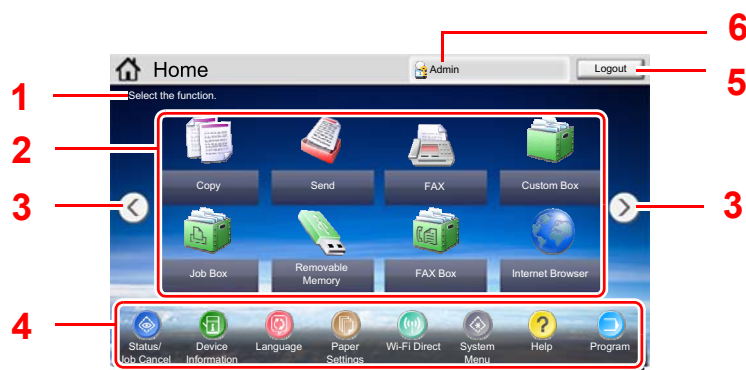 6
Home
Admin
Logout
5
1
Select the function.
2
Copy
Send
FAX
Custom Box
3
3
Job Box
Removable
Memory
FAX Box
Internet Browser
4
Status/
Job Cancel
Device
Information
Language
Paper
Settings
Wi-Fi Direct
System
Menu
?
Help
Program